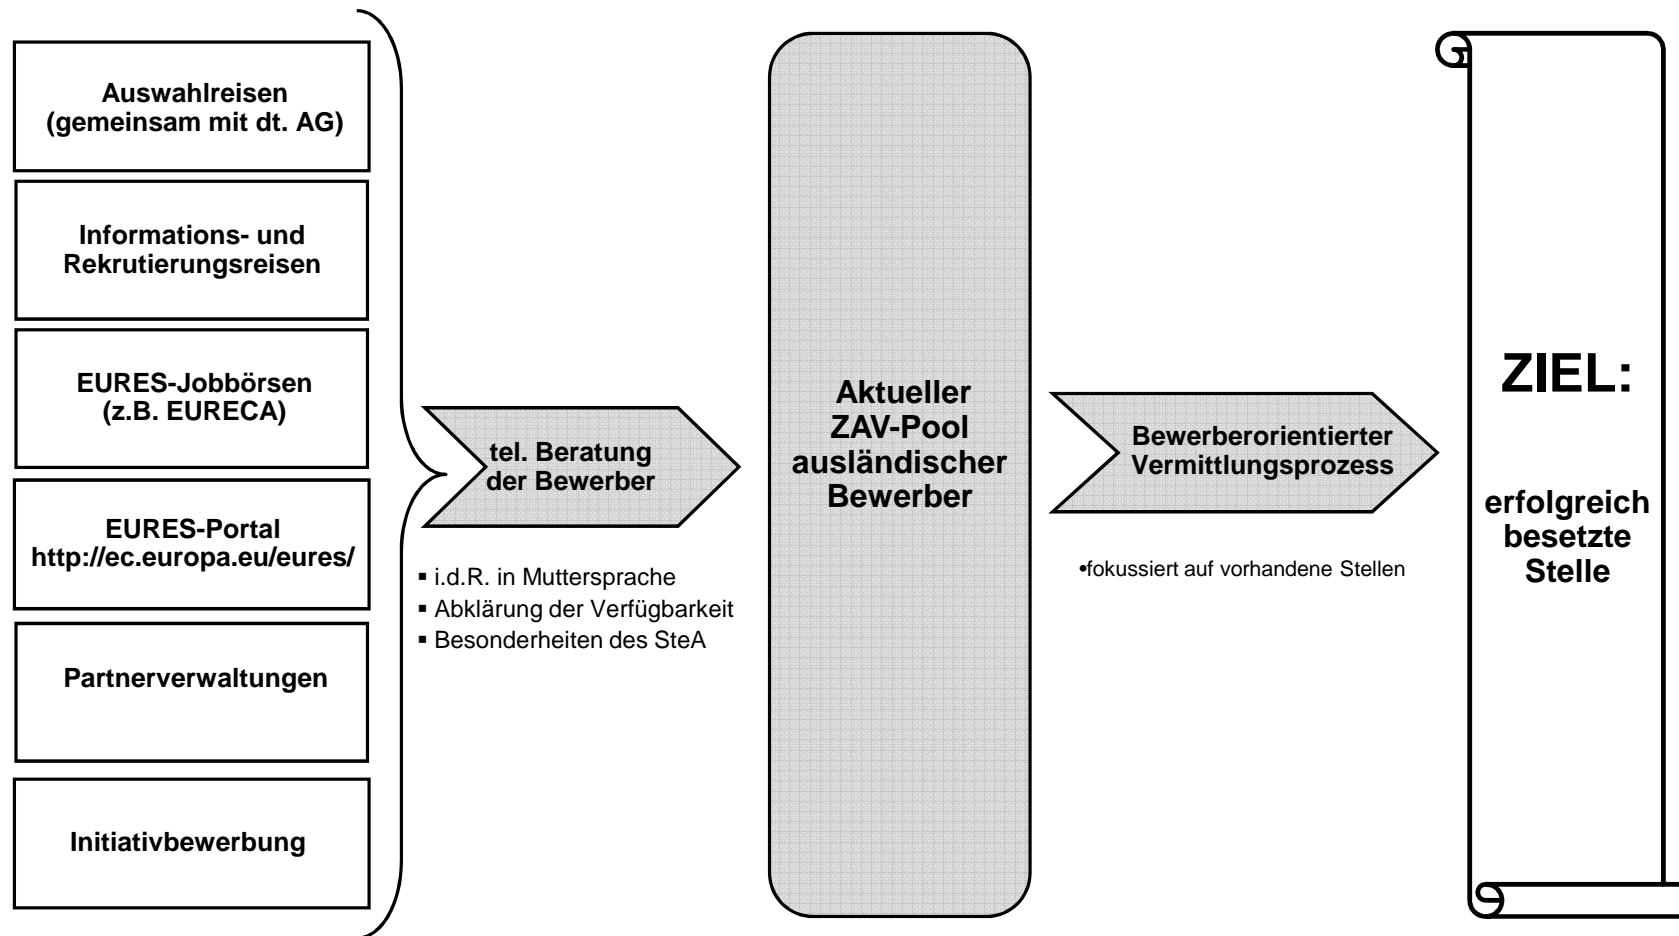 Auswahlreisen
(gemeinsam mit dt. AG)
Informations- und
Rekrutierungsreisen
EURES-Jobbörsen
(z.B. EURECA)
EURES-Portal
http://ec.europa.eu/eures/
Partnerverwaltungen
Initiativbewerbung
tel. Beratung
der Bewerber
▪ i.d.R. in Muttersprache
▪ Abklärung der Verfügbarkeit
▪ Besonderheiten des SteA
Aktueller
ZAV-Pool
ausländischer
Bewerber
Bewerberorientierter
Vermittlungsprozess
•fokussiert auf vorhandene Stellen
ZIEL:
erfolgreich
besetzte
Stelle